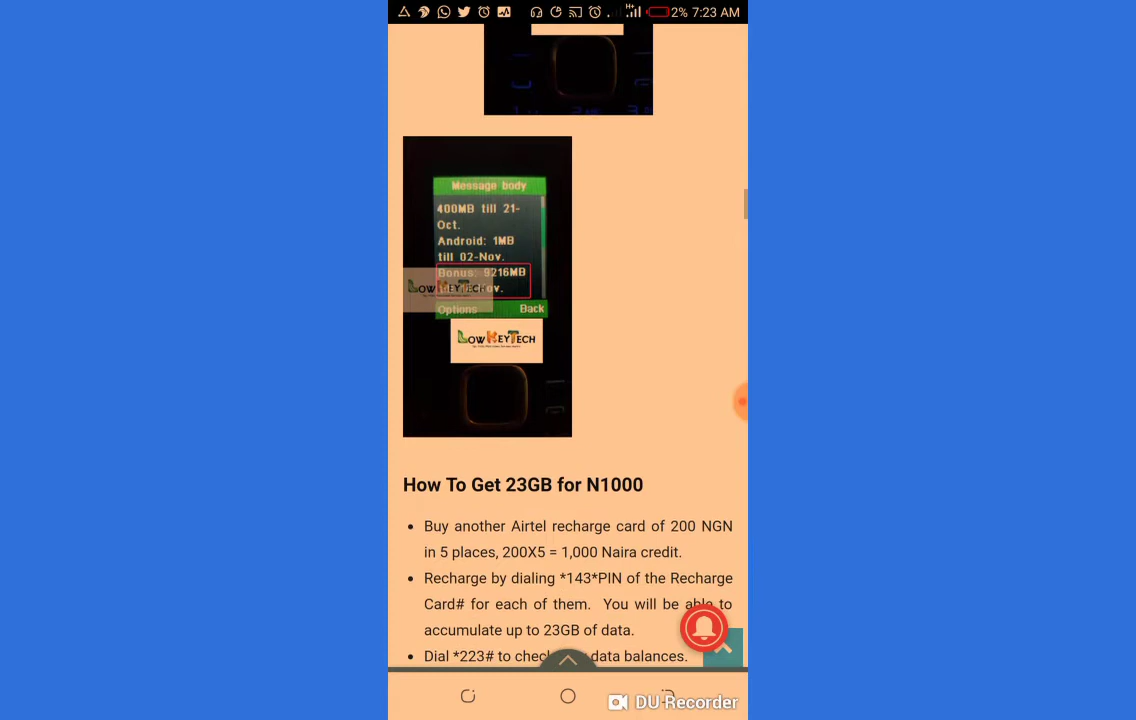 2% 7:23 AM
Message body
400MB till 21-
Oct.
Android: 1MB
till 02-Nov.
Bonus: 9216MB
LOWKEYTECH
Options Back
LOWKEYTECH
How To Get 23GB for N1000
• Buy another Airtel recharge card of 200 NGN
in 5 places, 200X5 = 1,000 Naira credit.
• Recharge by dialing *143*PIN of the Recharge
Card# for each of them. You will be able to
accumulate up to 23GB of data.
• Dial *223# to check data balances.
DU Recorder